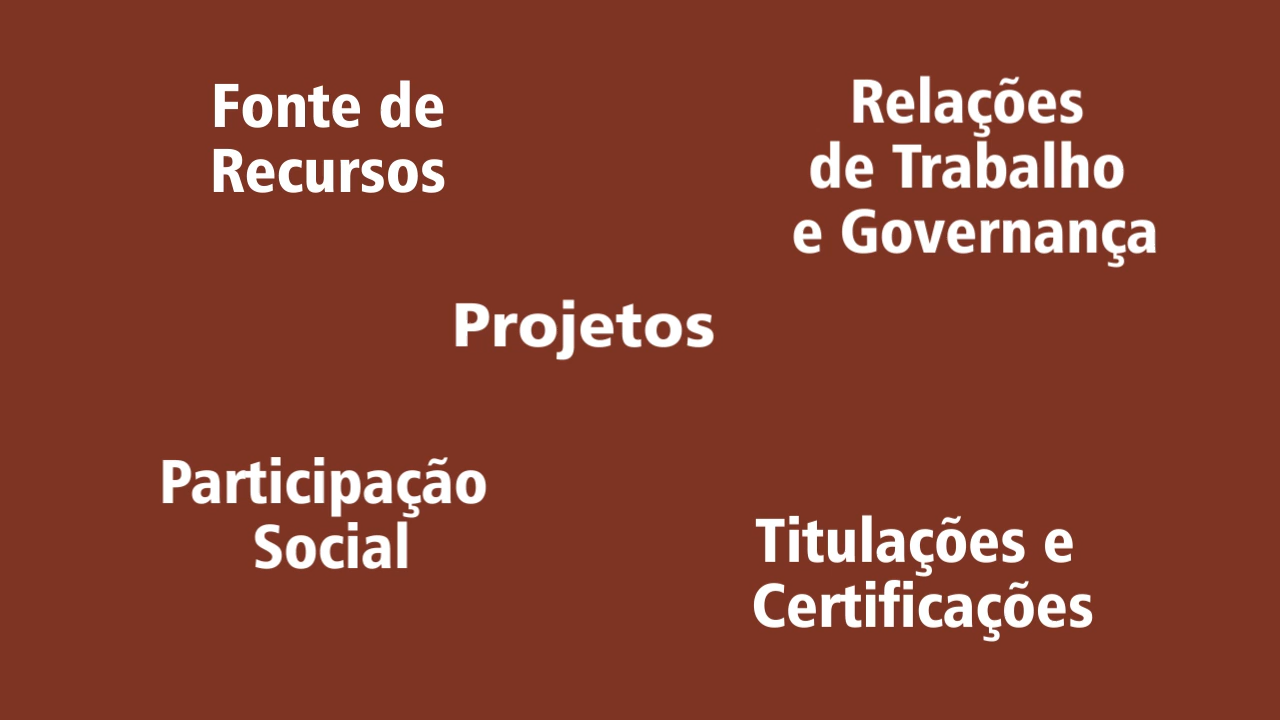 Fonte de
Recursos
Relações
de Trabalho
e Governança
Projetos
Participação
Social
Titulações e
Certificações